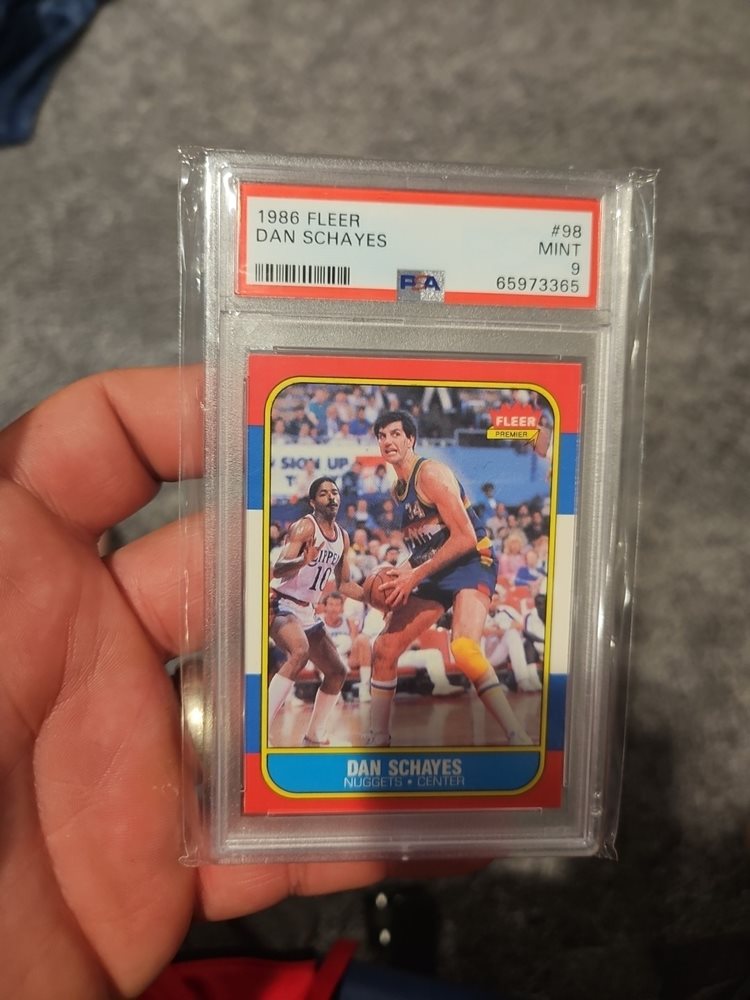 1986 FLEER
#98
DAN SCHAYES
MINT
9
PSA
65973365
FLEER
PREMIER
SIGN UP
34
CLIPPE
10
DAN SCHAYES
NUGGETS • CENTER